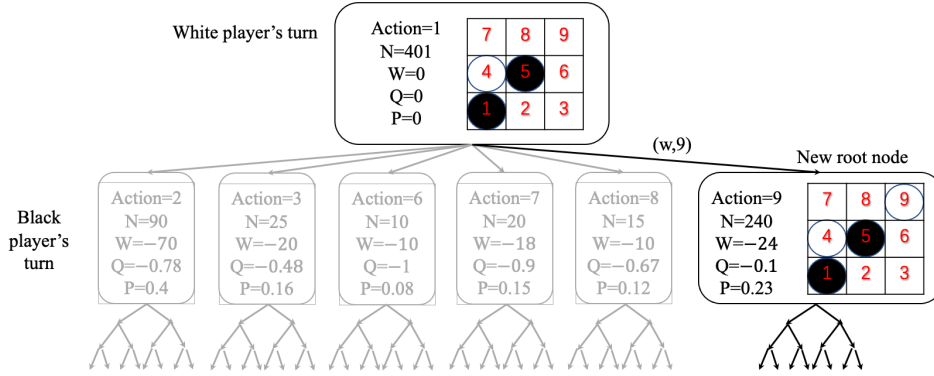 White player's turn
Action=1
N=401
W=0
Q=0
P=0
7 8 9
4 5 6
1 2 3
(w,9)
New root node
Black
player's
turn
Action=2
N=90
W=−70
Q=−0.78
P=0.4
Action=3
N=25
W=−20
Q=−0.48
P=0.16
Action=6
N=10
W=−10
Q=−1
P=0.08
Action=7
N=20
W=−18
Q=−0.9
P=0.15
Action=8
N=15
W=−10
Q=−0.67
P=0.12
Action=9
N=240
W=−24
Q=−0.1
P=0.23
7 8 9
4 5 6
1 2 3